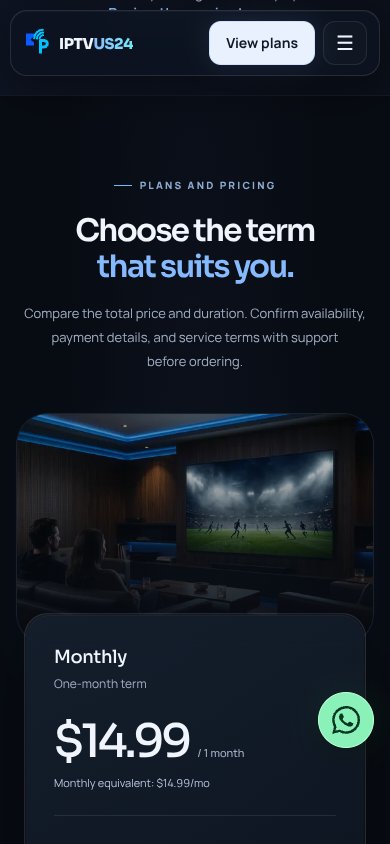 IPTVUS24
View plans
PLANS AND PRICING
Choose the term
that suits you.
Compare the total price and duration. Confirm availability,
payment details, and service terms with support
before ordering.
Monthly
One-month term
$14.99 / 1 month
Monthly equivalent: $14.99/mo